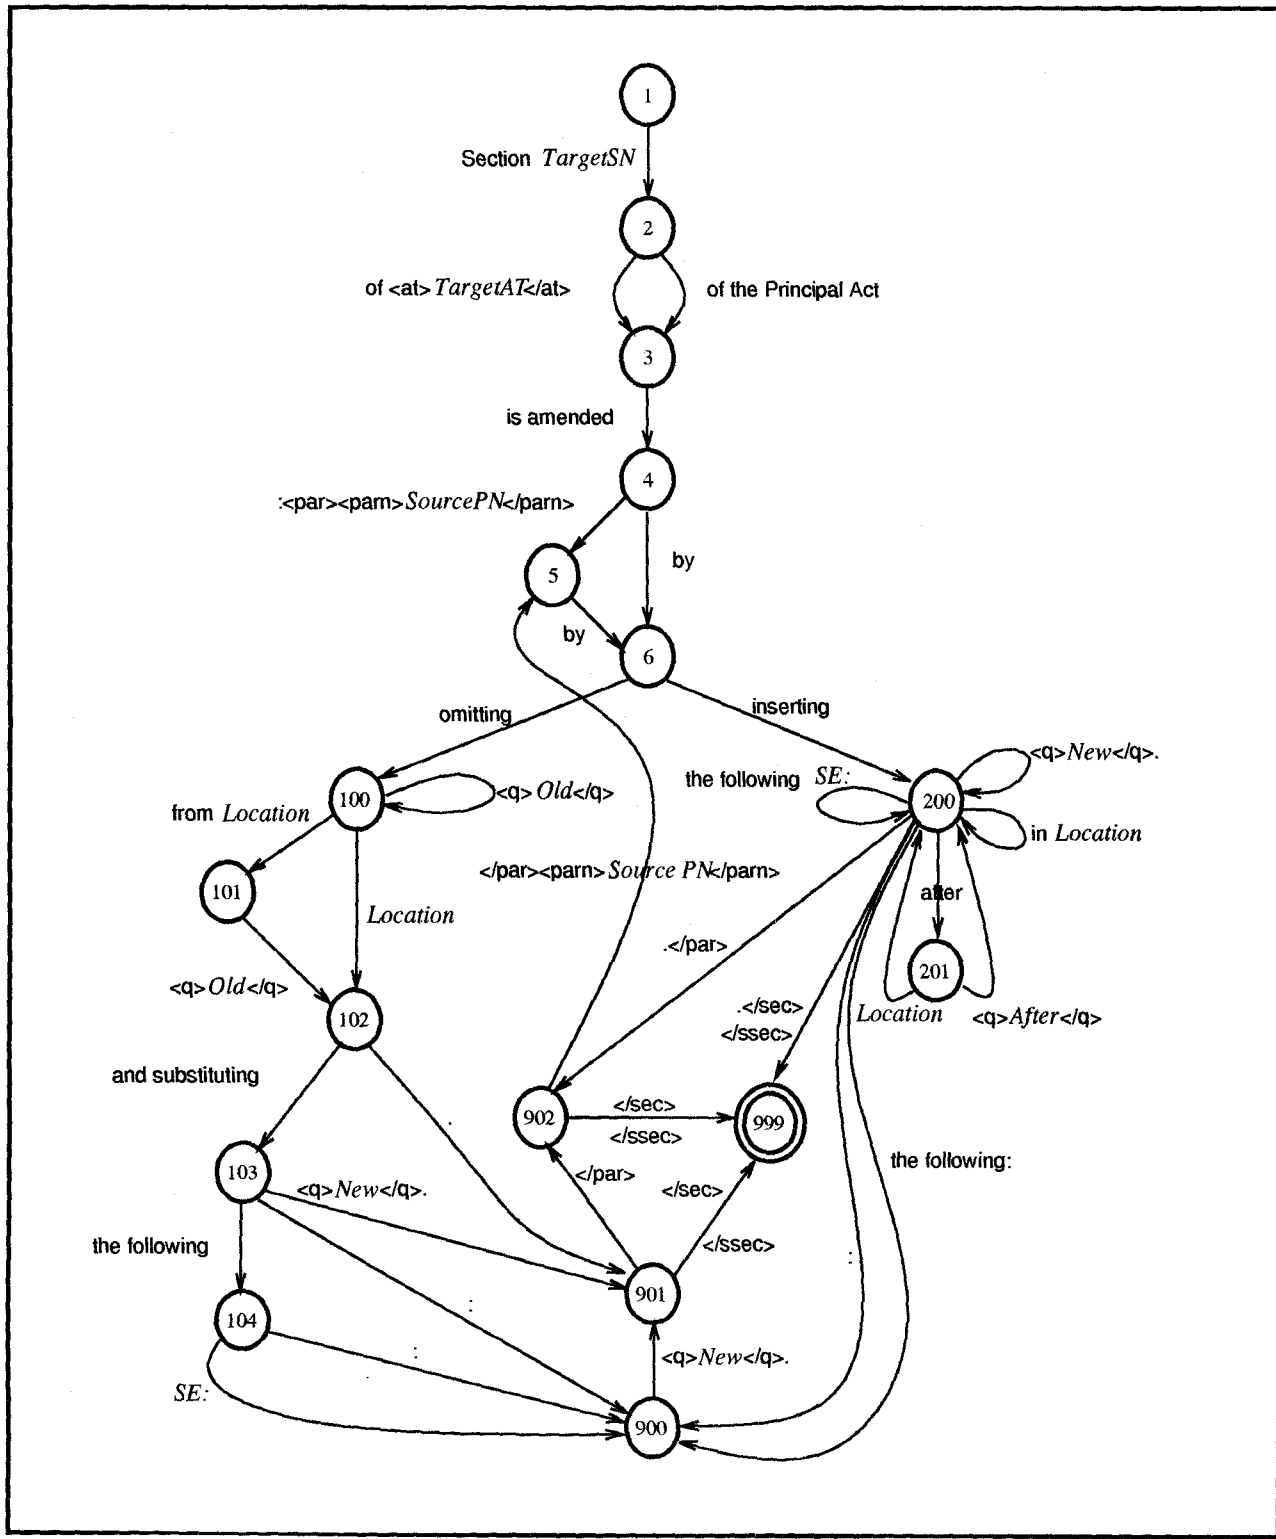 1
Section TargetSN
2
of <at>TargetAT</at>
of the Principal Act
3
is amended
4
:<par><parn>SourcePN</parn>
5
by
by
6
omitting
inserting
<q>New</q>.
the following SE:
100
<q>Old</q>
200
from Location
in Location
</par><parn>Source PN</parn>
101
after
Location
.</par>
201
<q>Old</q>
.</sec>
Location
<q>After</q>
102
</ssec>
and substituting
902
</sec>
</ssec>
999
.
103
</par>
<q>New</q>.
</sec>
the following:
the following
</ssec>
:
901
:
104
:
<q>New</q>.
SE:
900